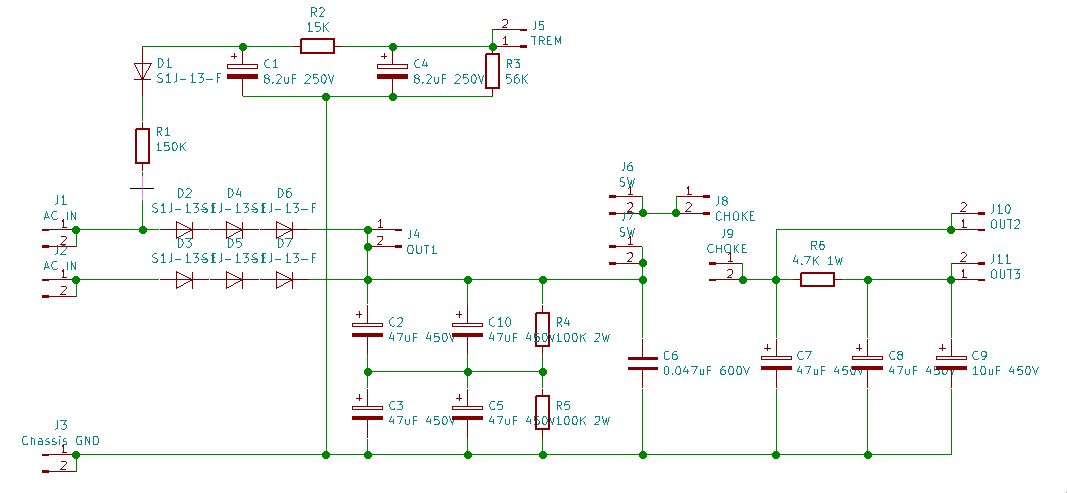 R2
15K
2
1
J5
TREM
D1
S1J-13-F
+
C1
8.2uF 250V
+
C4
8.2uF 250V
R3
56K
R1
150K
J1
AC IN
1
2
J2
AC IN
1
2
D2
S1J-13-F
D4
S1J-13-F
D6
S1J-13-F
D3
S1J-13-F
D5
S1J-13-F
D7
S1J-13-F
1
2
J4
OUT1
J6
SW
1
2
J7
SW
1
2
1
2
J8
CHOKE
J9
CHOKE
1
2
2
1
J10
OUT2
R6
4.7K 1W
2
1
J11
OUT3
+
C2
47uF 450V
+
C10
47uF 450V
R4
100K 2W
C6
0.047uF 600V
+
C7
47uF 450V
+
C8
47uF 450V
+
C9
10uF 450V
+
C3
47uF 450V
+
C5
47uF 450V
R5
100K 2W
J3
Chassis GND
1
2